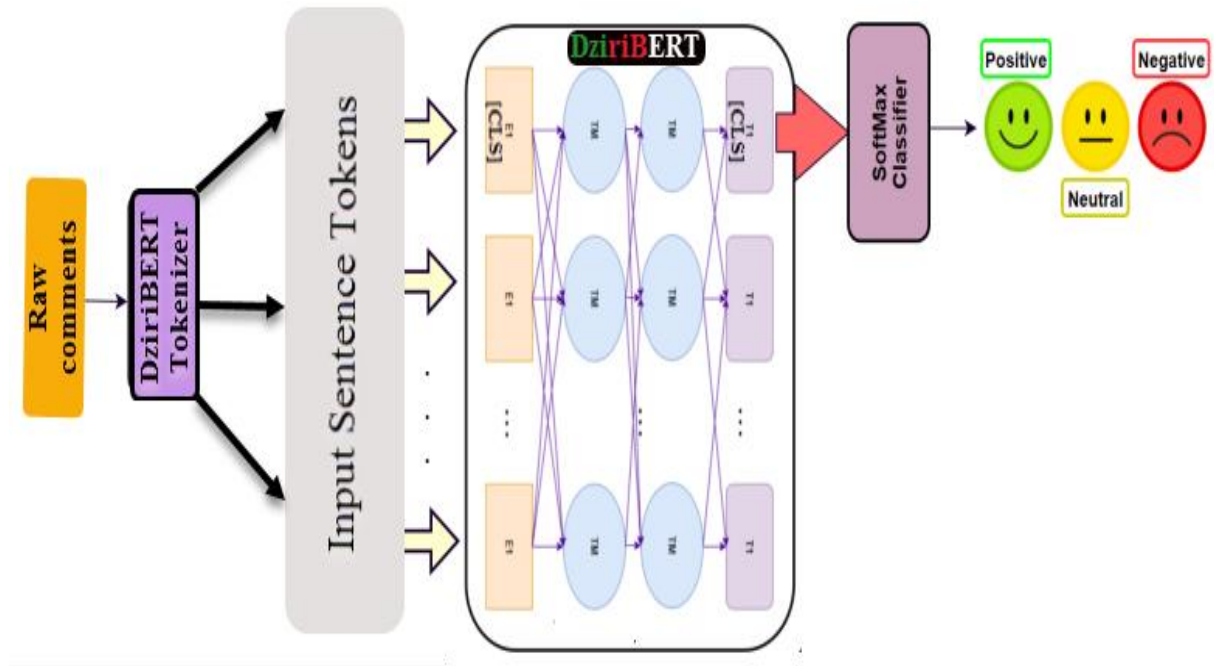 Raw
comments
DziriBERT
Tokenizer
Input Sentence Tokens
DziriBERT
E1
[CLS]
TM
TM
T1
[CLS]
E1
TM
TM
T1
...
...
...
E1
TM
TM
T1
SoftMax
Classifier
Positive
Neutral
Negative